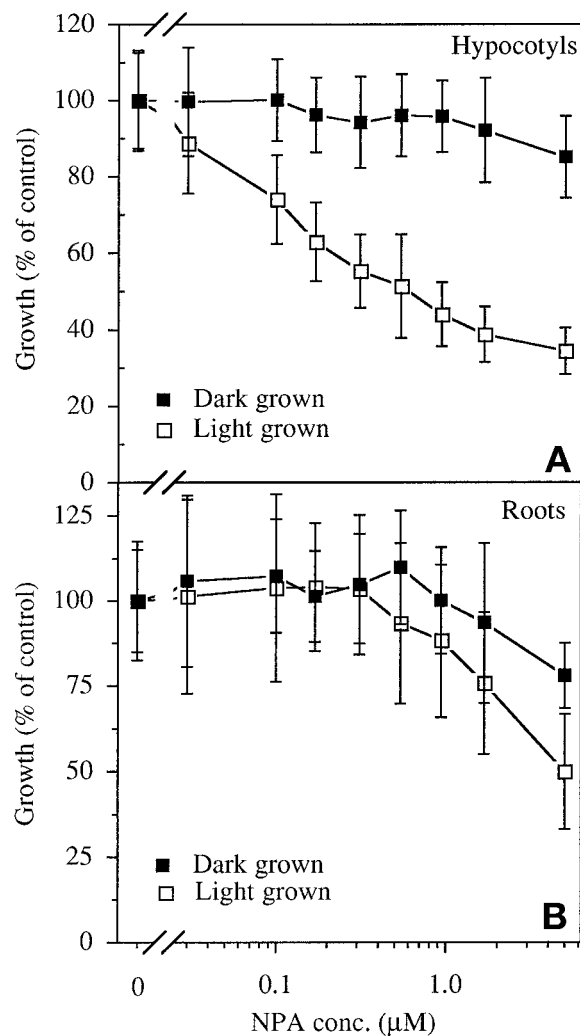 120
Hypocotyls
100
80
60
40
20
0
Growth (% of control)
Dark grown
Light grown
A
125
Roots
100
75
50
25
0
Growth (% of control)
Dark grown
Light grown
B
0 0.1 1.0
NPA conc. (μM)